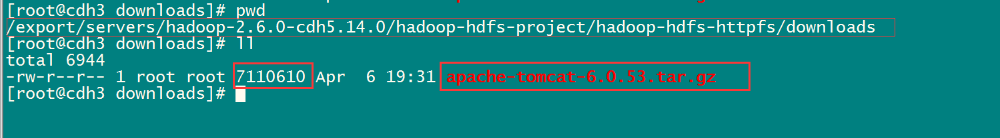 [root@cdh3 downloads]# pwd
/export/servers/hadoop-2.6.0-cdh5.14.0/hadoop-hdfs-project/hadoop-hdfs-httpfs/downloads
[root@cdh3 downloads]# ll
total 6944
-rw-r--r-- 1 root root 7110610 Apr  6 19:31 apache-tomcat-6.0.53.tar.gz
[root@cdh3 downloads]#